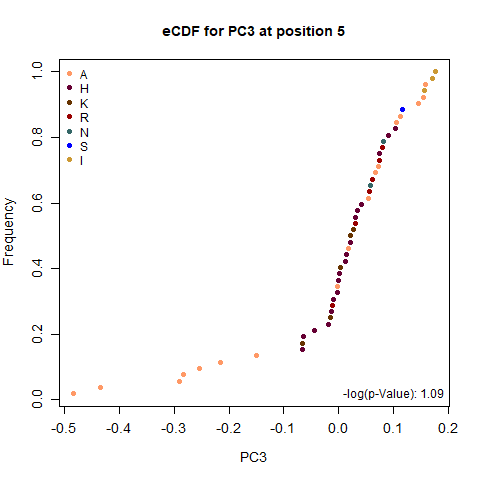 eCDF for PC3 at position 5
Frequency
1.0
0.8
0.6
0.4
0.2
0.0
A
H
K
R
N
S
I
-log(p-Value): 1.09
-0.5 -0.4 -0.3 -0.2 -0.1 0.0 0.1 0.2
PC3